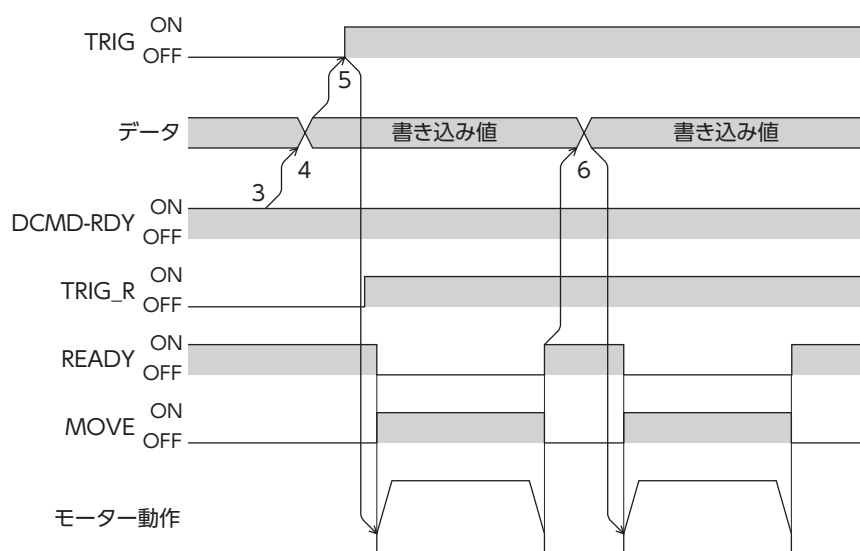 TRIG ON
OFF
5
データ 書き込み値 書き込み値
4 6
3
DCMD-RDY ON
OFF
TRIG_R ON
OFF
READY ON
OFF
MOVE ON
OFF
モーター動作